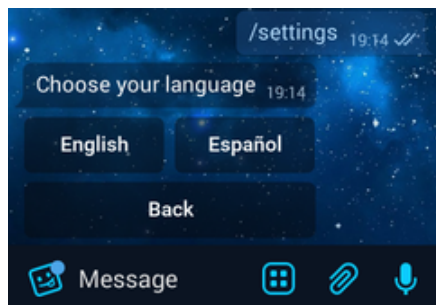 /settings 19:14
Choose your language 19:14
English Español
Back
Message